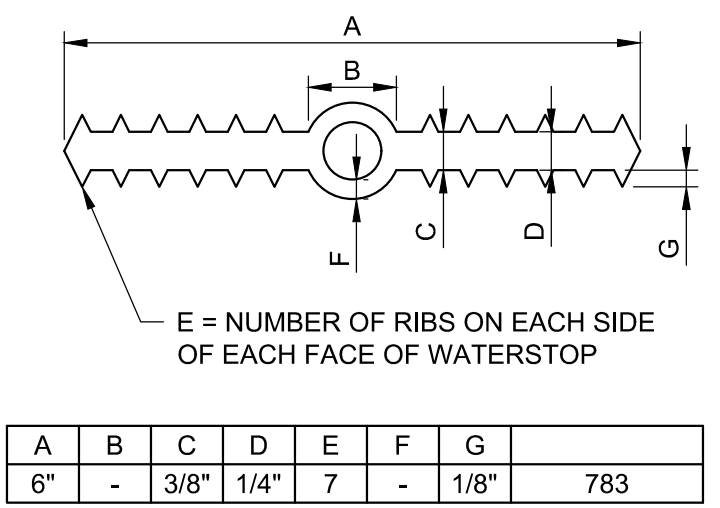 A
B
C
D
F
G
E = NUMBER OF RIBS ON EACH SIDE
OF EACH FACE OF WATERSTOP
A B C D E F G
6" - 3/8" 1/4" 7 - 1/8" 783